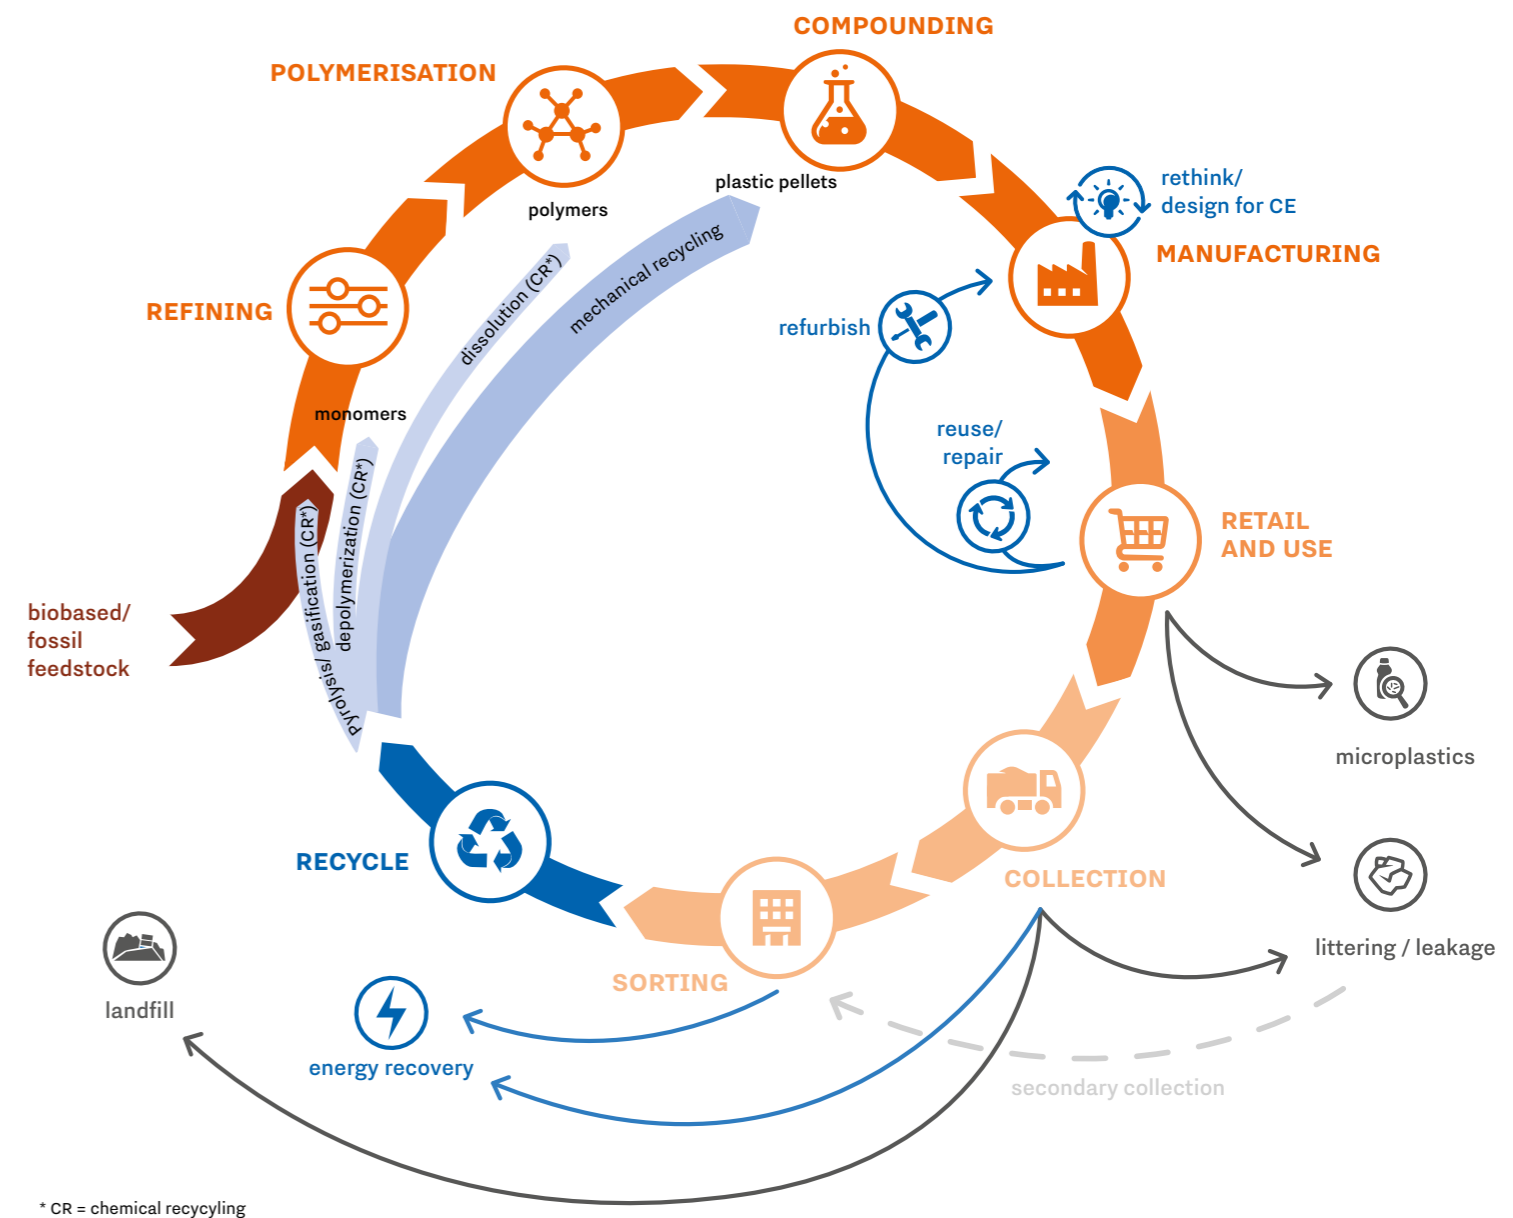 COMPOUNDING
POLYMERISATION
plastic pellets
rethink/
design for CE
polymers
MANUFACTURING
mechanical recycling
dissolution (CR*)
REFINING
refurbish
monomers
reuse/
repair
depolymerization (CR*)
Pyrolysis/ gasification (CR*)
RETAIL
AND USE
biobased/
fossil
feedstock
microplastics
RECYCLE
COLLECTION
littering / leakage
SORTING
landfill
energy recovery
secondary collection
* CR = chemical recycyling